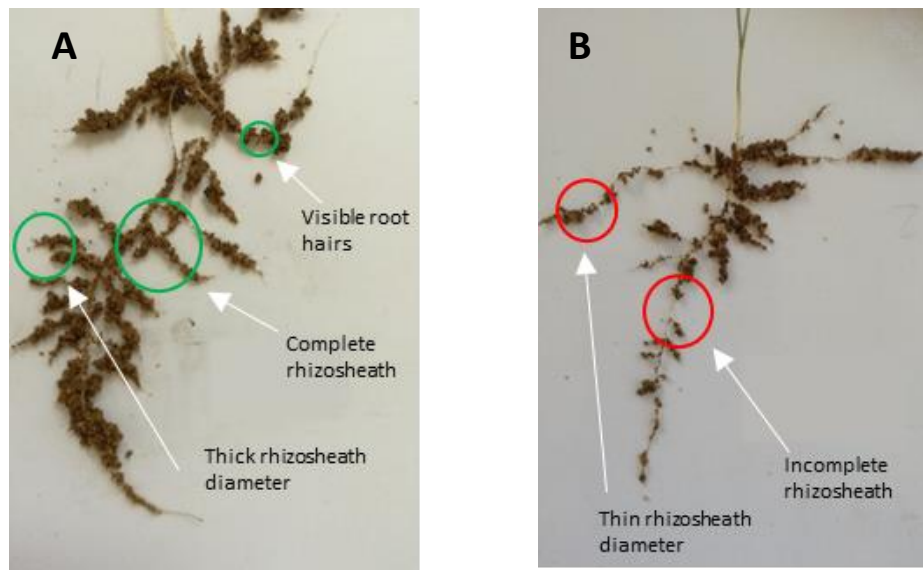 A
Visible root
hairs
Complete
rhizosheath
Thick rhizosheath
diameter
B
Incomplete
rhizosheath
Thin rhizosheath
diameter